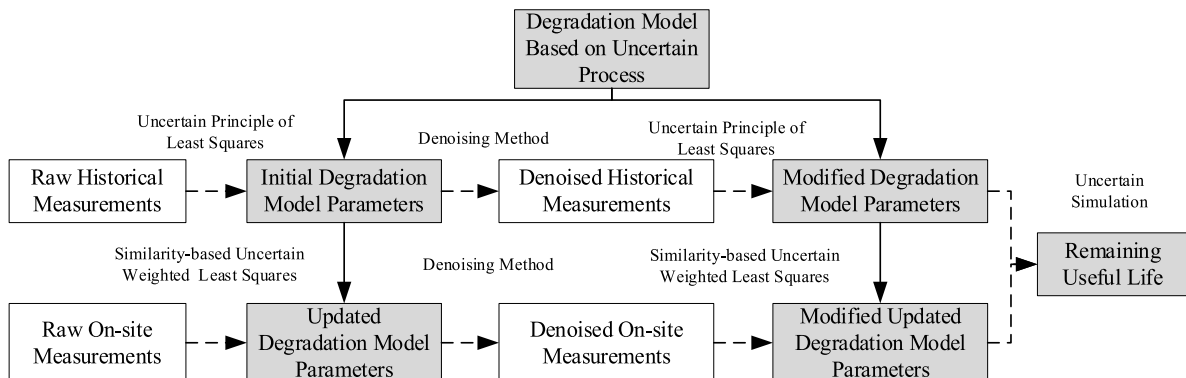 Degradation Model
Based on Uncertain
Process
Uncertain Principle of
Least Squares
Denoising Method
Uncertain Principle of
Least Squares
Raw Historical
Measurements
Initial Degradation
Model Parameters
Denoised Historical
Measurements
Modified Degradation
Model Parameters
Uncertain
Simulation
Similarity-based Uncertain
Weighted Least Squares
Denoising Method
Similarity-based Uncertain
Weighted Least Squares
Remaining
Useful Life
Raw On-site
Measurements
Updated
Degradation Model
Parameters
Denoised On-site
Measurements
Modified Updated
Degradation Model
Parameters